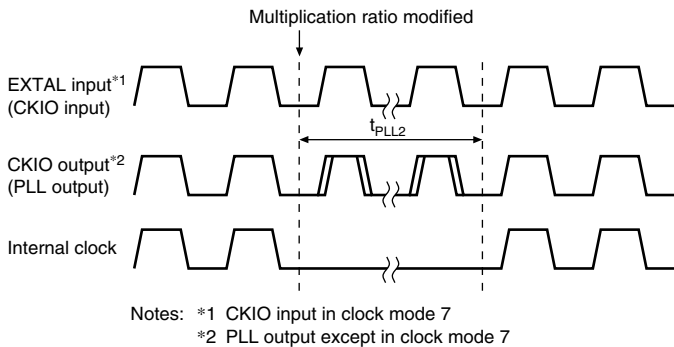 Multiplication ratio modified
EXTAL input*1
(CKIO input)
tPLL2
CKIO output*2
(PLL output)
Internal clock
Notes: *1 CKIO input in clock mode 7
*2 PLL output except in clock mode 7